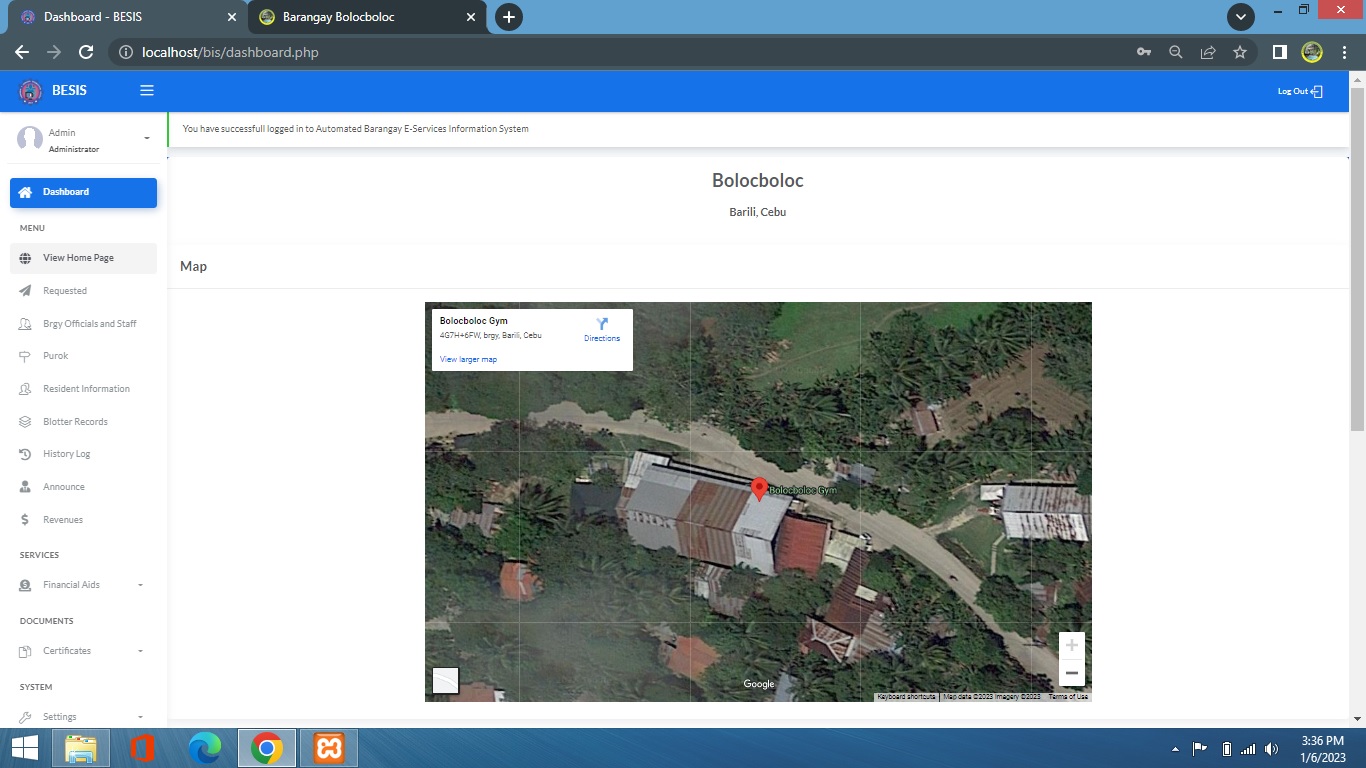 Dashboard - BESIS
Barangay Bolocboloc
localhost/bis/dashboard.php
BESIS
Log Out
Admin
Administrator
You have successfull logged in to Automated Barangay E-Services Information System
Dashboard
MENU
View Home Page
Requested
Brgy Officials and Staff
Purok
Resident Information
Blotter Records
History Log
Announce
Revenues
SERVICES
Financial Aids
DOCUMENTS
Certificates
SYSTEM
Settings
Bolocboloc
Barili, Cebu
Map
Bolocboloc Gym
4G7H+6FW, brgy, Barili, Cebu
Directions
View larger map
Bolocboloc Gym
Google
Keyboard shortcuts
Map data ©2023 Imagery ©2023
Terms of Use
3:36 PM
1/6/2023